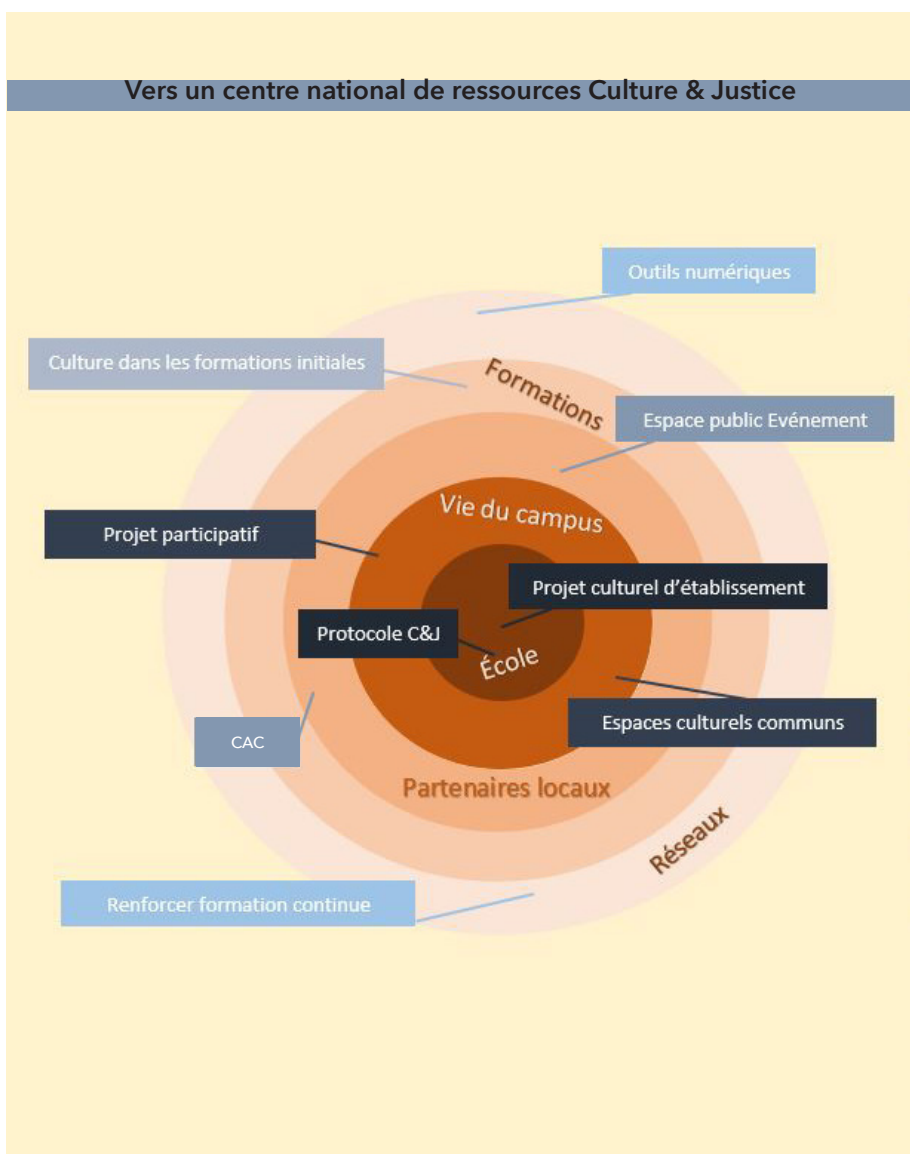 Vers un centre national de ressources Culture & Justice
Outils numériques
Culture dans les formations initiales
Formations
Espace public Evénement
Vie du campus
Projet participatif
Projet culturel d’établissement
Protocole C&J
École
Espaces culturels communs
CAC
Partenaires locaux
Réseaux
Renforcer formation continue